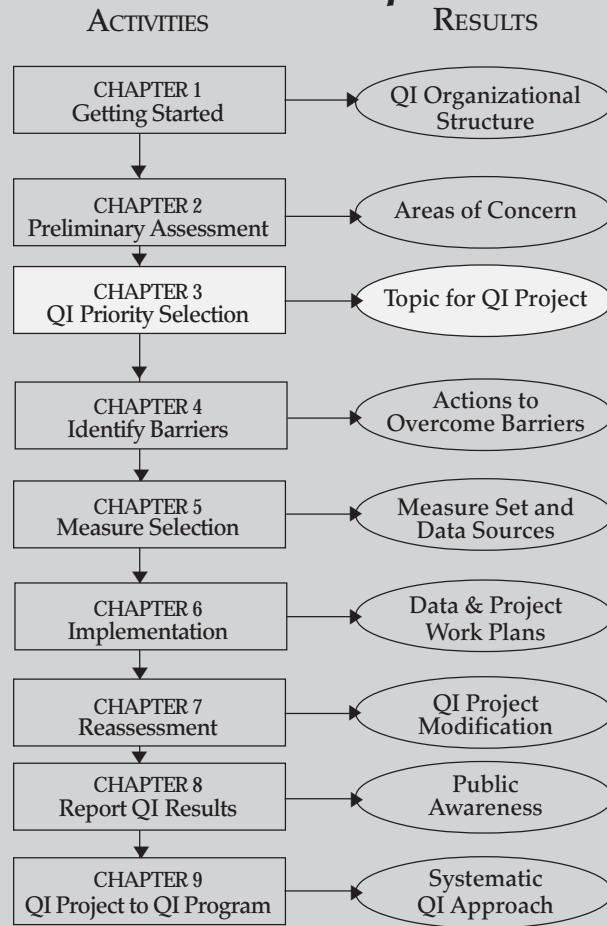 ACTIVITIES
RESULTS
CHAPTER 1
Getting Started
QI Organizational
Structure
CHAPTER 2
Preliminary Assessment
Areas of Concern
CHAPTER 3
QI Priority Selection
Topic for QI Project
CHAPTER 4
Identify Barriers
Actions to
Overcome Barriers
CHAPTER 5
Measure Selection
Measure Set and
Data Sources
CHAPTER 6
Implementation
Data & Project
Work Plans
CHAPTER 7
Reassessment
QI Project
Modification
CHAPTER 8
Report QI Results
Public
Awareness
CHAPTER 9
QI Project to QI Program
Systematic
QI Approach